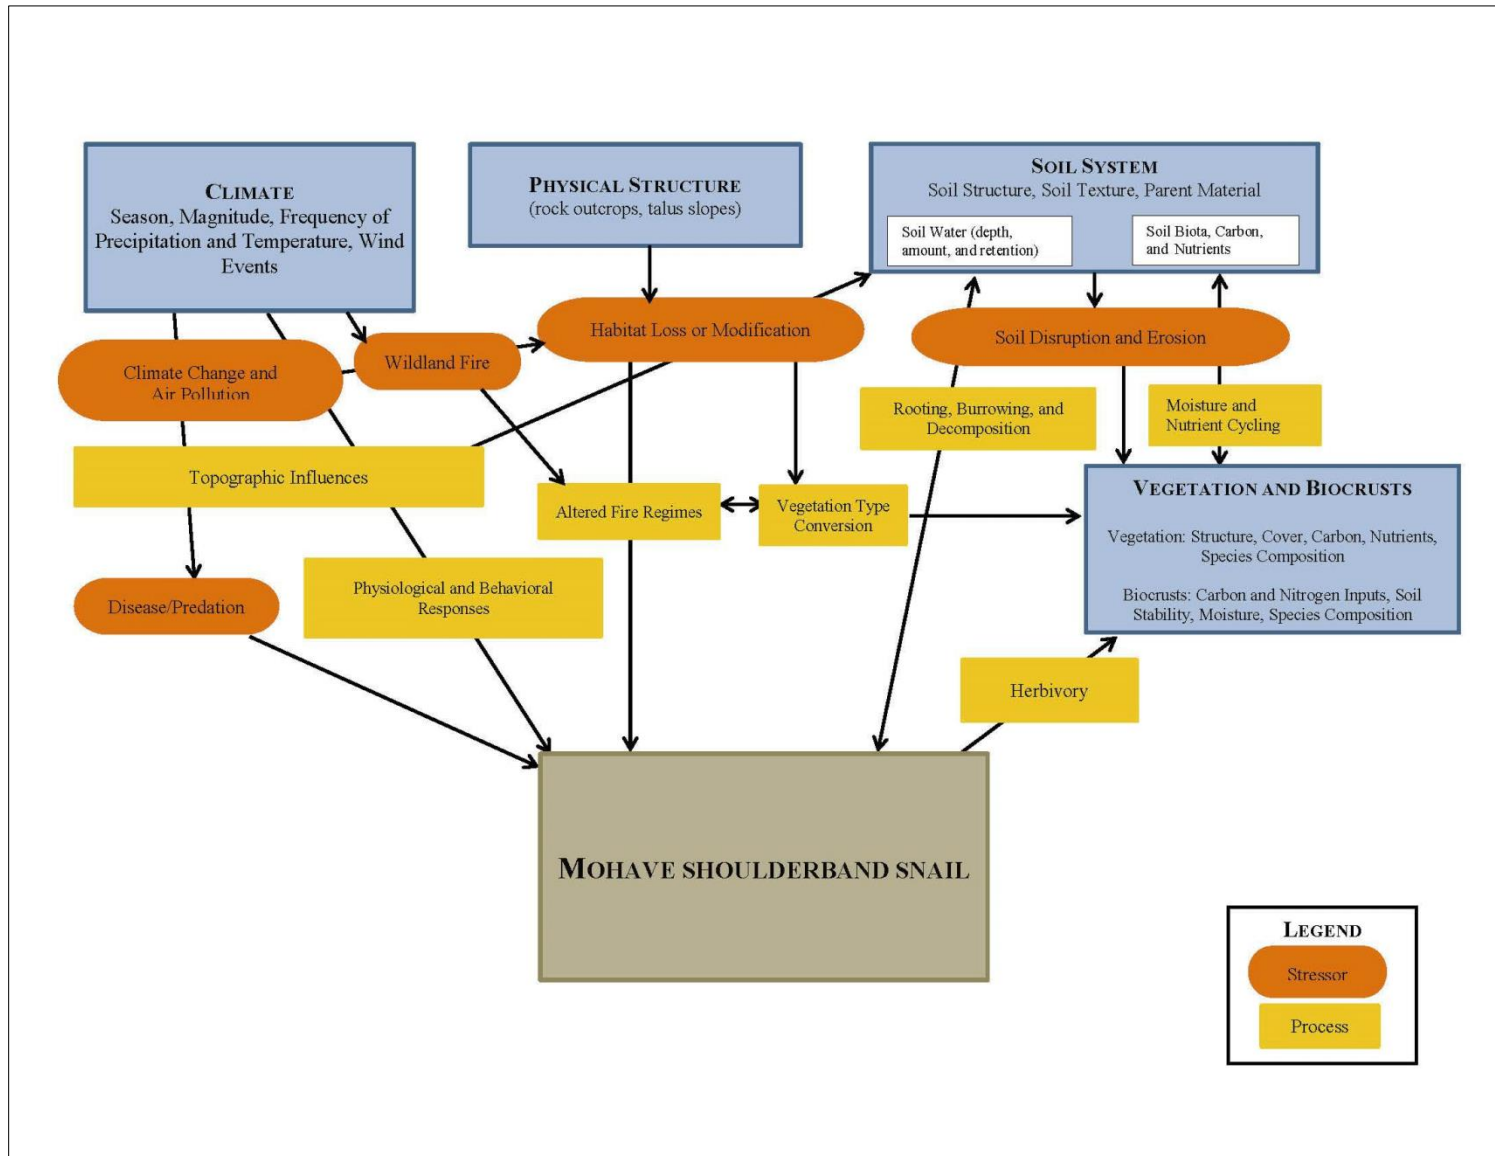 CLIMATE
Season, Magnitude, Frequency of
Precipitation and Temperature, Wind
Events
PHYSICAL STRUCTURE
(rock outcrops, talus slopes)
SOIL SYSTEM
Soil Structure, Soil Texture, Parent Material
Soil Water (depth,
amount, and retention)
Soil Biota, Carbon,
and Nutrients
Habitat Loss or Modification
Soil Disruption and Erosion
Wildland Fire
Climate Change and
Air Pollution
Rooting, Burrowing, and
Decomposition
Moisture and
Nutrient Cycling
Topographic Influences
Altered Fire Regimes
Vegetation Type
Conversion
VEGETATION AND BIOCRUSTS
Vegetation: Structure, Cover, Carbon, Nutrients,
Species Composition
Biocrusts: Carbon and Nitrogen Inputs, Soil
Stability, Moisture, Species Composition
Disease/Predation
Physiological and Behavioral
Responses
Herbivory
MOHAVE SHOULDERBAND SNAIL
LEGEND
Stressor
Process